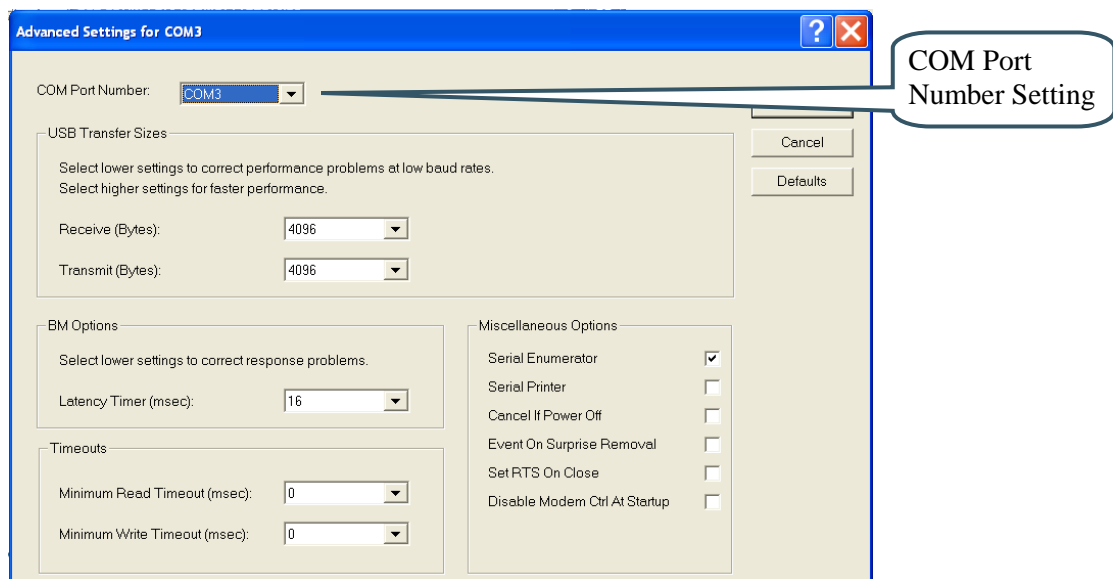 Advanced Settings for COM3
COM Port Number:
COM3
COM Port
Number Setting
USB Transfer Sizes
Select lower settings to correct performance problems at low baud rates.
Select higher settings for faster performance.
Receive (Bytes):
4096
Transmit (Bytes):
4096
Cancel
Defaults
BM Options
Select lower settings to correct response problems.
Latency Timer (msec):
16
Timeouts
Minimum Read Timeout (msec):
0
Minimum Write Timeout (msec):
0
Miscellaneous Options
Serial Enumerator
Serial Printer
Cancel If Power Off
Event On Surprise Removal
Set RTS On Close
Disable Modem Ctrl At Startup